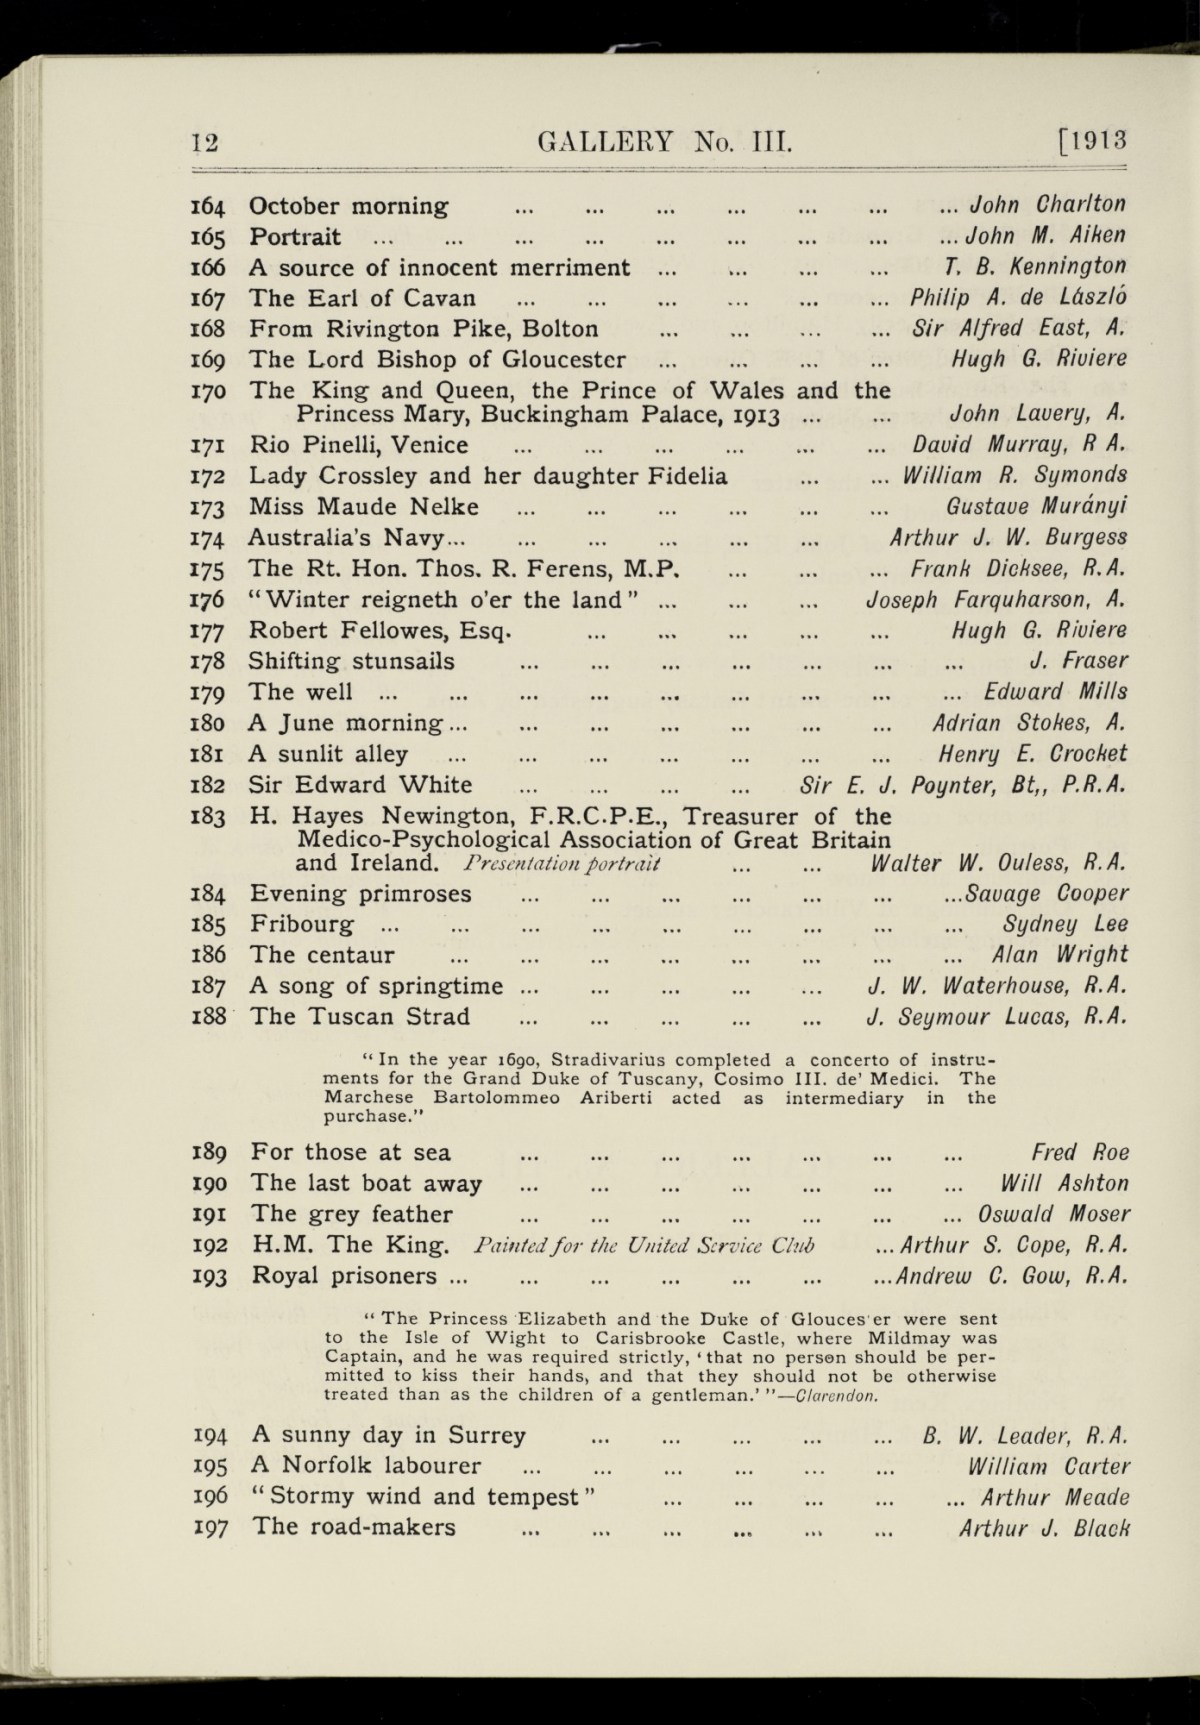 12 GALLERY No. III. [1913
164 October morning ... ... ... ... ... ... ... John Charlton
165 Portrait ... ... ... ... ... ... ... ... ... John M. Aiken
166 A source of innocent merriment ... ... ... ... T. B. Kennington
167 The Earl of Cavan ... ... ... ... ... ... Philip A. de László
168 From Rivington Pike, Bolton ... ... ... ... Sir Alfred East, A.
169 The Lord Bishop of Gloucester ... ... ... ... Hugh G. Riviere
170 The King and Queen, the Prince of Wales and the
Princess Mary, Buckingham Palace, 1913 ... ... John Lavery, A.
171 Rio Pinelli, Venice ... ... ... ... ... ... David Murray, R A.
172 Lady Crossley and her daughter Fidelia ... ... William R. Symonds
173 Miss Maude Nelke ... ... ... ... ... ... Gustave Murányi
174 Australia's Navy... ... ... ... ... ... Arthur J. W. Burgess
175 The Rt. Hon. Thos. R. Ferens, M.P. ... ... ... Frank Dicksee, R.A.
176 "Winter reigneth o'er the land" ... ... ... Joseph Farquharson, A.
177 Robert Fellowes, Esq. ... ... ... ... ... Hugh G. Riviere
178 Shifting stunsails ... ... ... ... ... ... ... J. Fraser
179 The well ... ... ... ... ... ... ... ... ... Edward Mills
180 A June morning... ... ... ... ... ... ... Adrian Stokes, A.
181 A sunlit alley ... ... ... ... ... ... ... Henry E. Crocket
182 Sir Edward White ... ... ... ... Sir E. J. Poynter, Bt,, P.R.A.
183 H. Hayes Newington, F.R.C.P.E., Treasurer of the
Medico-Psychological Association of Great Britain
and Ireland. Presentation portrait ... ... Walter W. Ouless, R.A.
184 Evening primroses ... ... ... ... ... ... ...Savage Cooper
185 Fribourg ... ... ... ... ... ... ... ... ... Sydney Lee
186 The centaur ... ... ... ... ... ... ... ... Alan Wright
187 A song of springtime ... ... ... ... ... J. W. Waterhouse, R.A.
188 The Tuscan Strad ... ... ... ... ... J. Seymour Lucas, R.A.
"In the year 1690, Stradivarius completed a concerto of instru-
ments for the Grand Duke of Tuscany, Cosimo III. de' Medici. The
Marchese Bartolommeo Ariberti acted as intermediary in the
purchase."
189 For those at sea ... ... ... ... ... ... ... Fred Roe
190 The last boat away ... ... ... ... ... ... ... Will Ashton
191 The grey feather ... ... ... ... ... ... ... Oswald Moser
192 H.M. The King. Painted for the United Service Club ... Arthur S. Cope, R.A.
193 Royal prisoners ... ... ... ... ... ... ...Andrew C. Gow, R.A.
"The Princess Elizabeth and the Duke of Glouces'er were sent
to the Isle of Wight to Carisbrooke Castle, where Mildmay was
Captain, and he was required strictly, 'that no person should be per-
mitted to kiss their hands, and that they should not be otherwise
treated than as the children of a gentleman.'"—Clarendon.
194 A sunny day in Surrey ... ... ... ... ... B. W. Leader, R.A.
195 A Norfolk labourer ... ... ... ... ... ... William Carter
196 "Stormy wind and tempest" ... ... ... ... ... Arthur Meade
197 The road-makers ... ... ... ... ... ... Arthur J. Black